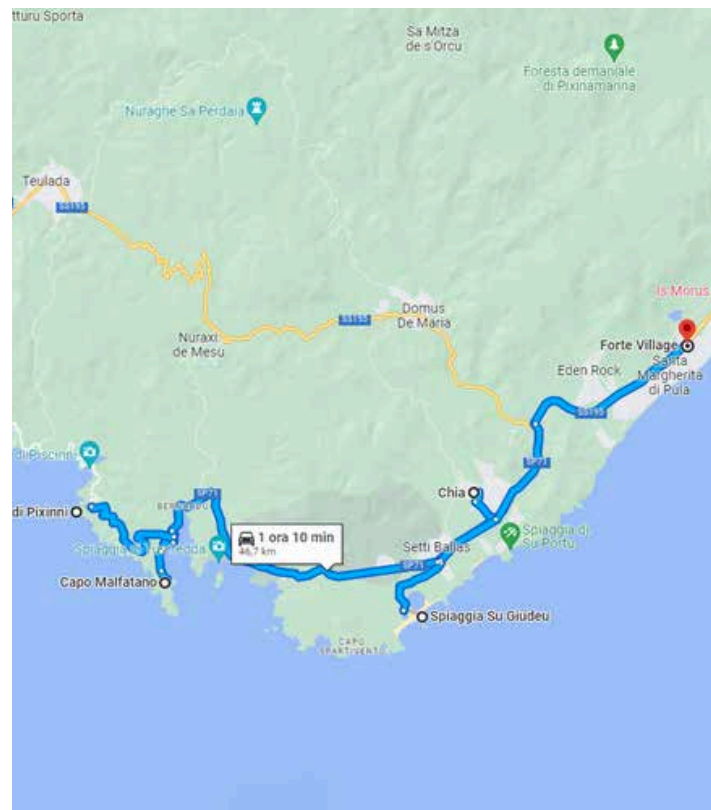 tturu Sporta
Sa Mitza
de s'Orcu
Foresta demaniale
di Pixinamanna
Nuraghe Sa Perdaia
Teulada
SS195
Is Morus
Domus
De Maria
SS195
Nuraxi
de Mesu
Forte Village
Santa
Margherita
di Pula
Eden Rock
SS195
di Piscinni
SP71
Chia
SP71
di Pixinni
1 ora 10 min
46,7 km
Setti Ballas
Spiaggia di
Su Portu
SP71
Capo Malfatano
Spiaggia Su Giudeu
CAPO
SPARTIVENTO